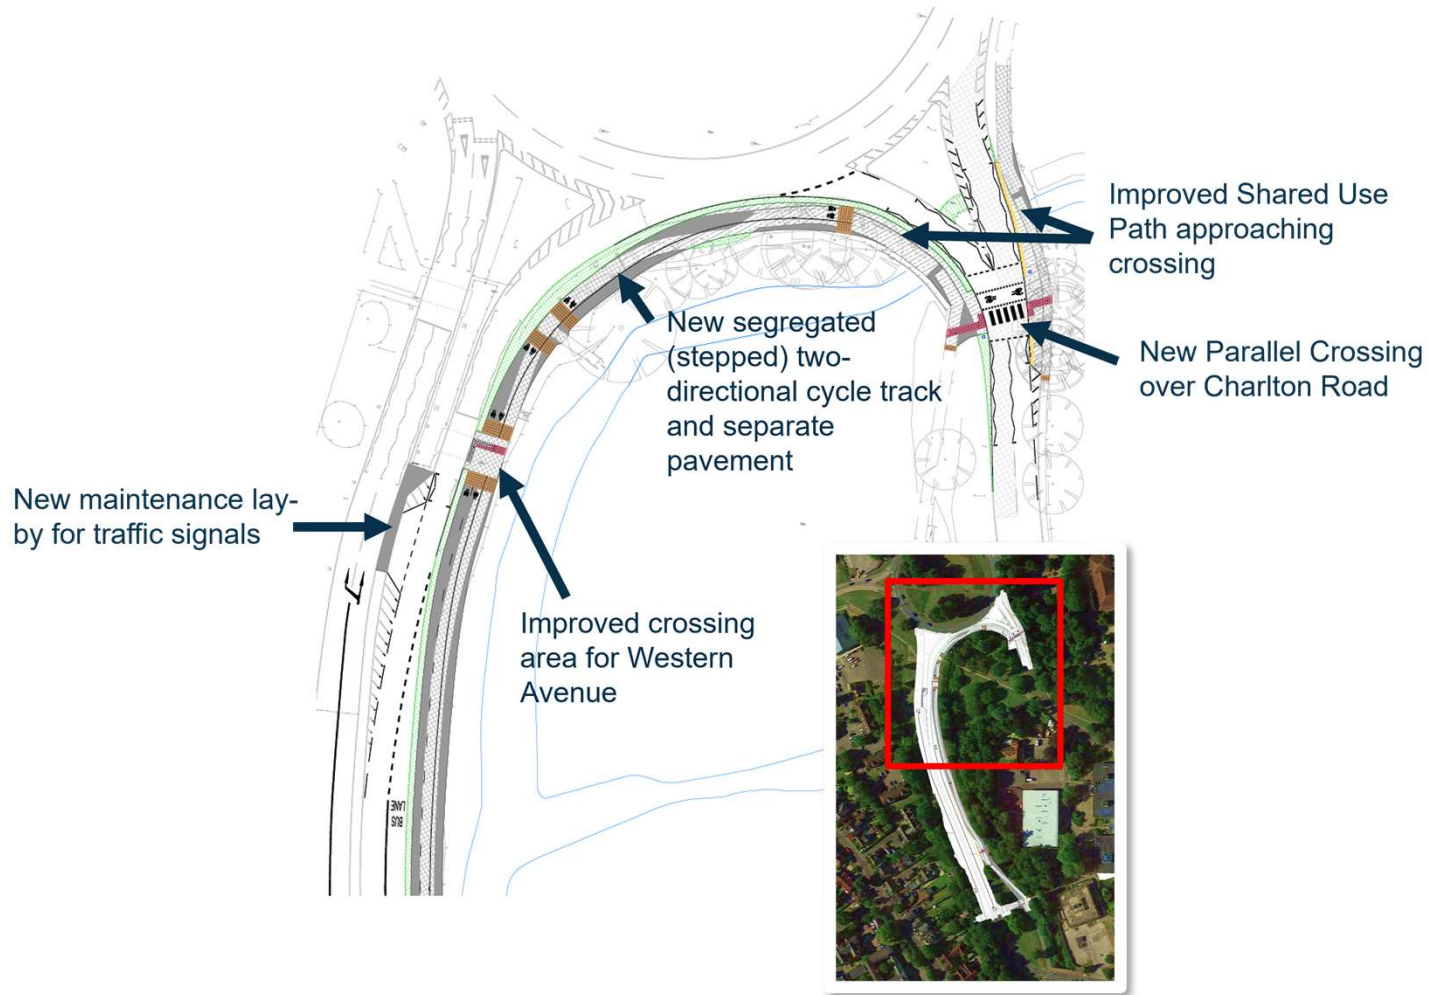 Improved Shared Use
Path approaching
crossing
New segregated
(stepped) two-
directional cycle track
and separate
pavement
New Parallel Crossing
over Charlton Road
New maintenance lay-
by for traffic signals
Improved crossing
area for Western
Avenue
BUS
LANE